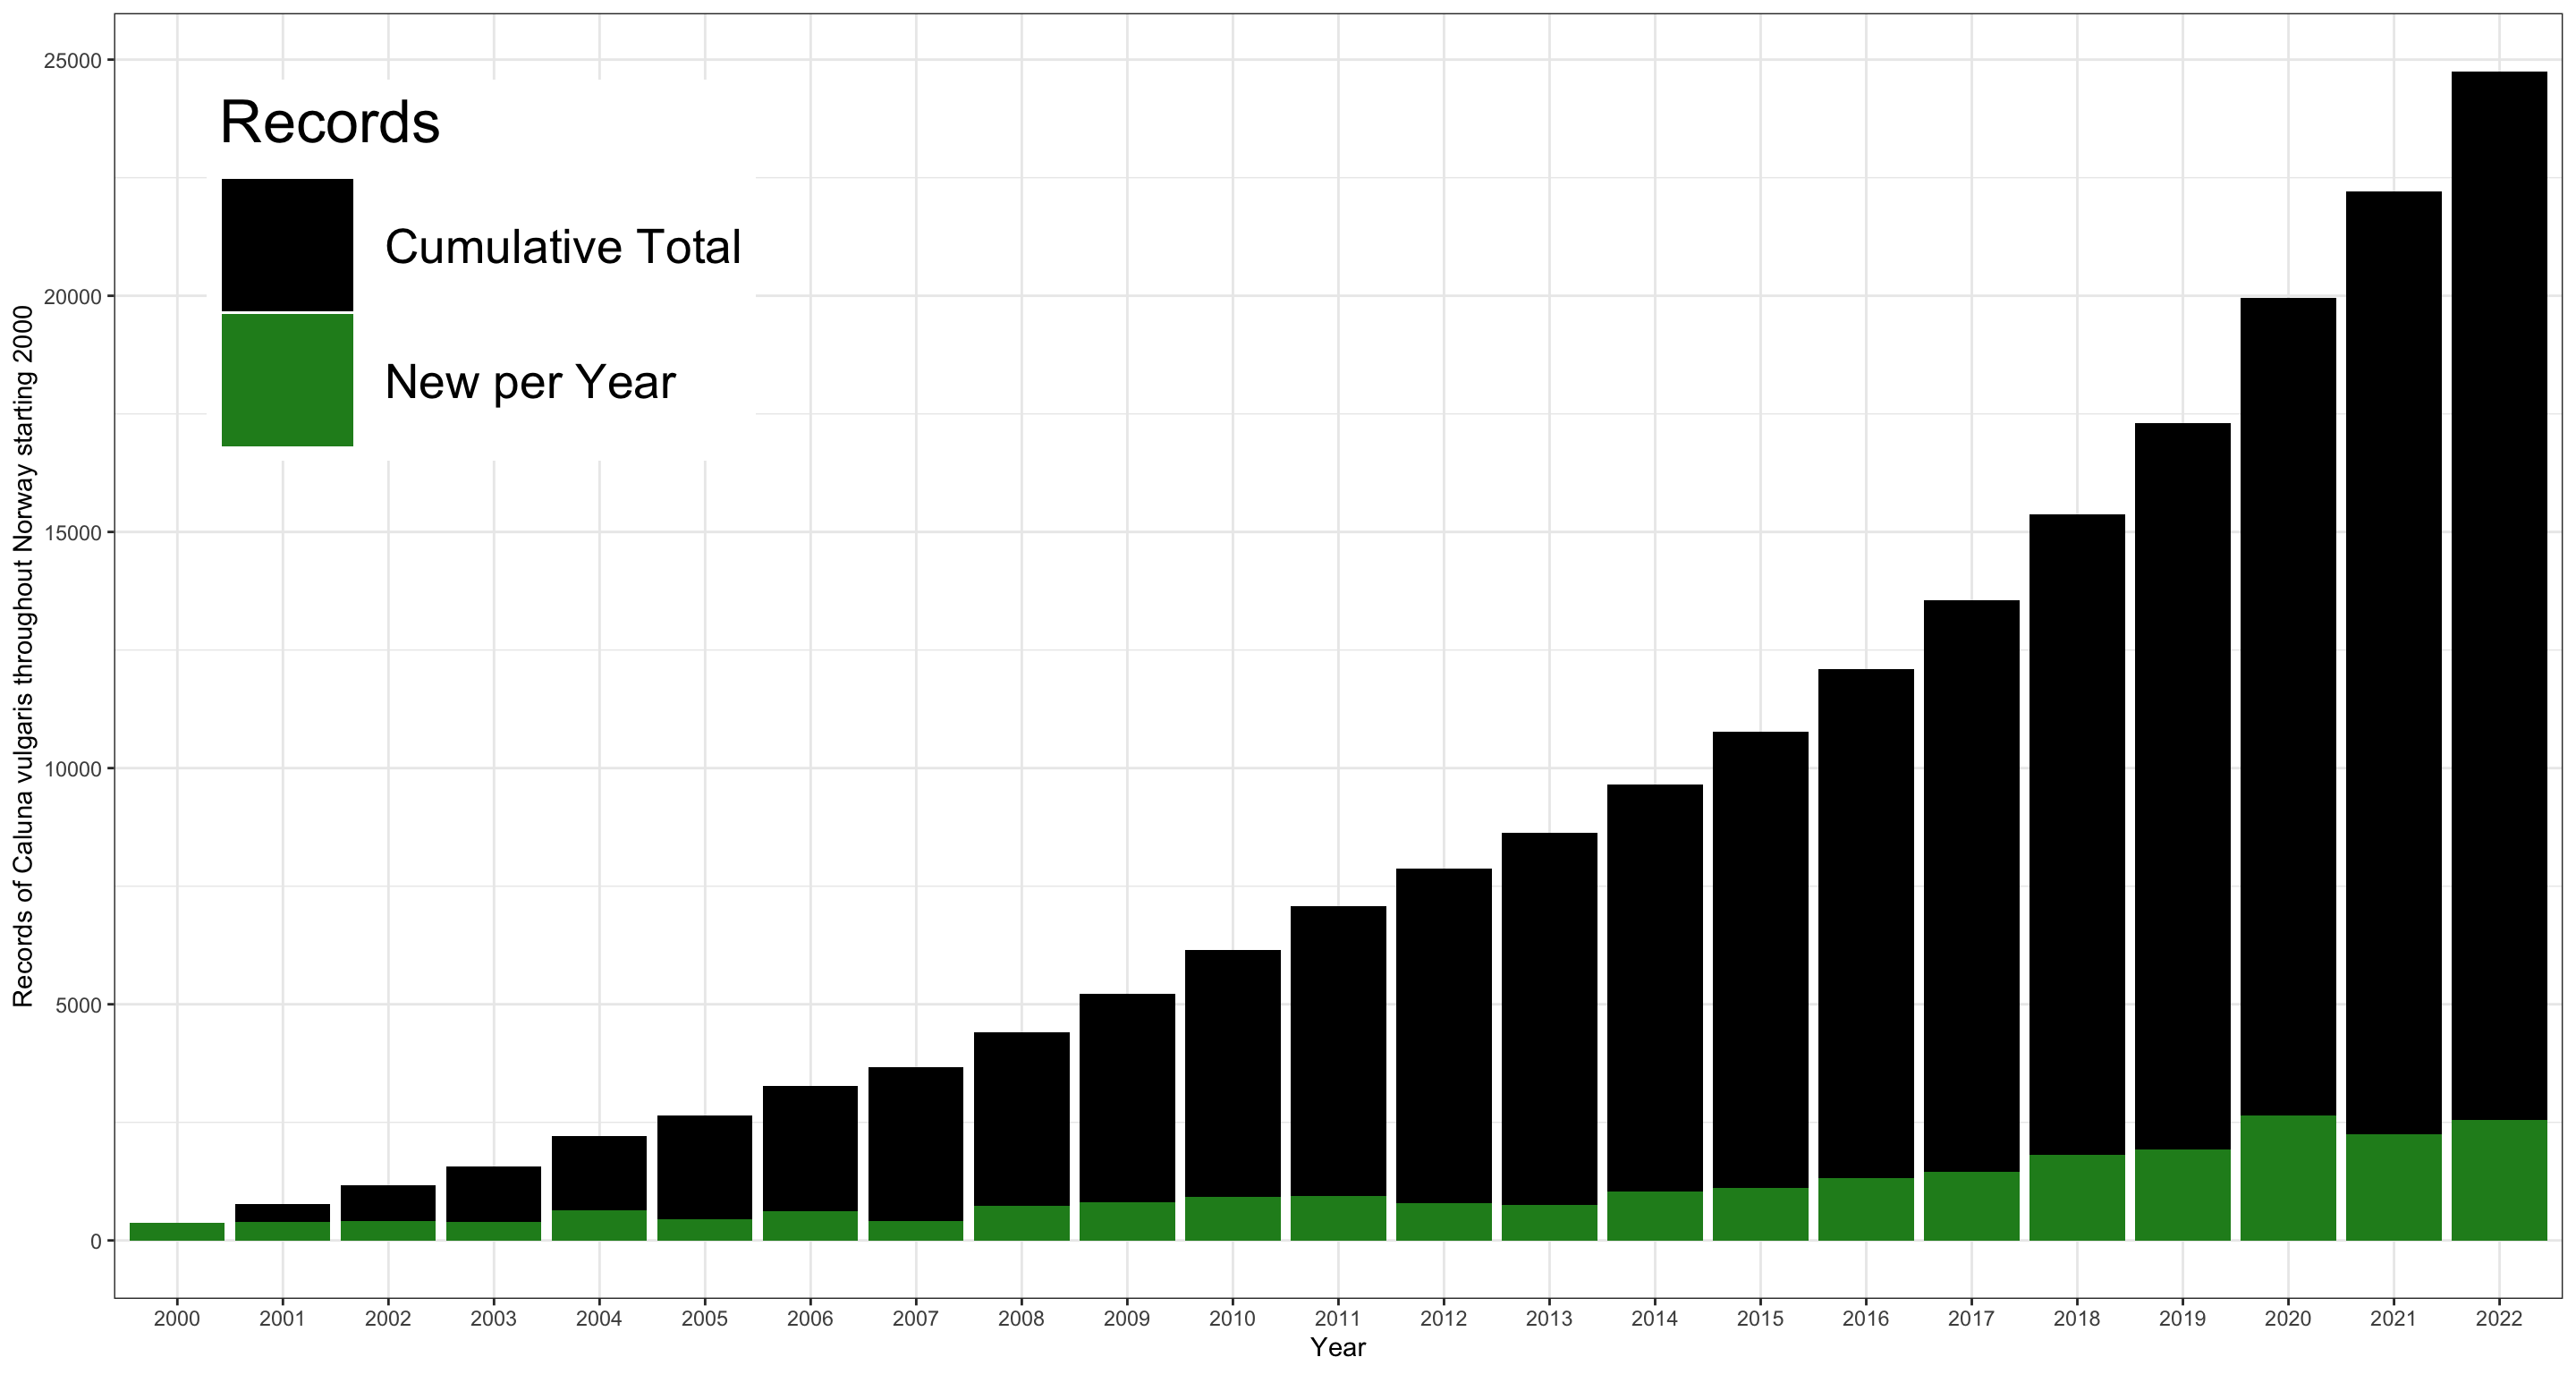 Records of Caluna vulgaris throughout Norway starting 2000
25000
20000
15000
10000
5000
0
Records
Cumulative Total
New per Year
2000 2001 2002 2003 2004 2005 2006 2007 2008 2009 2010 2011 2012 2013 2014 2015 2016 2017 2018 2019 2020 2021 2022
Year